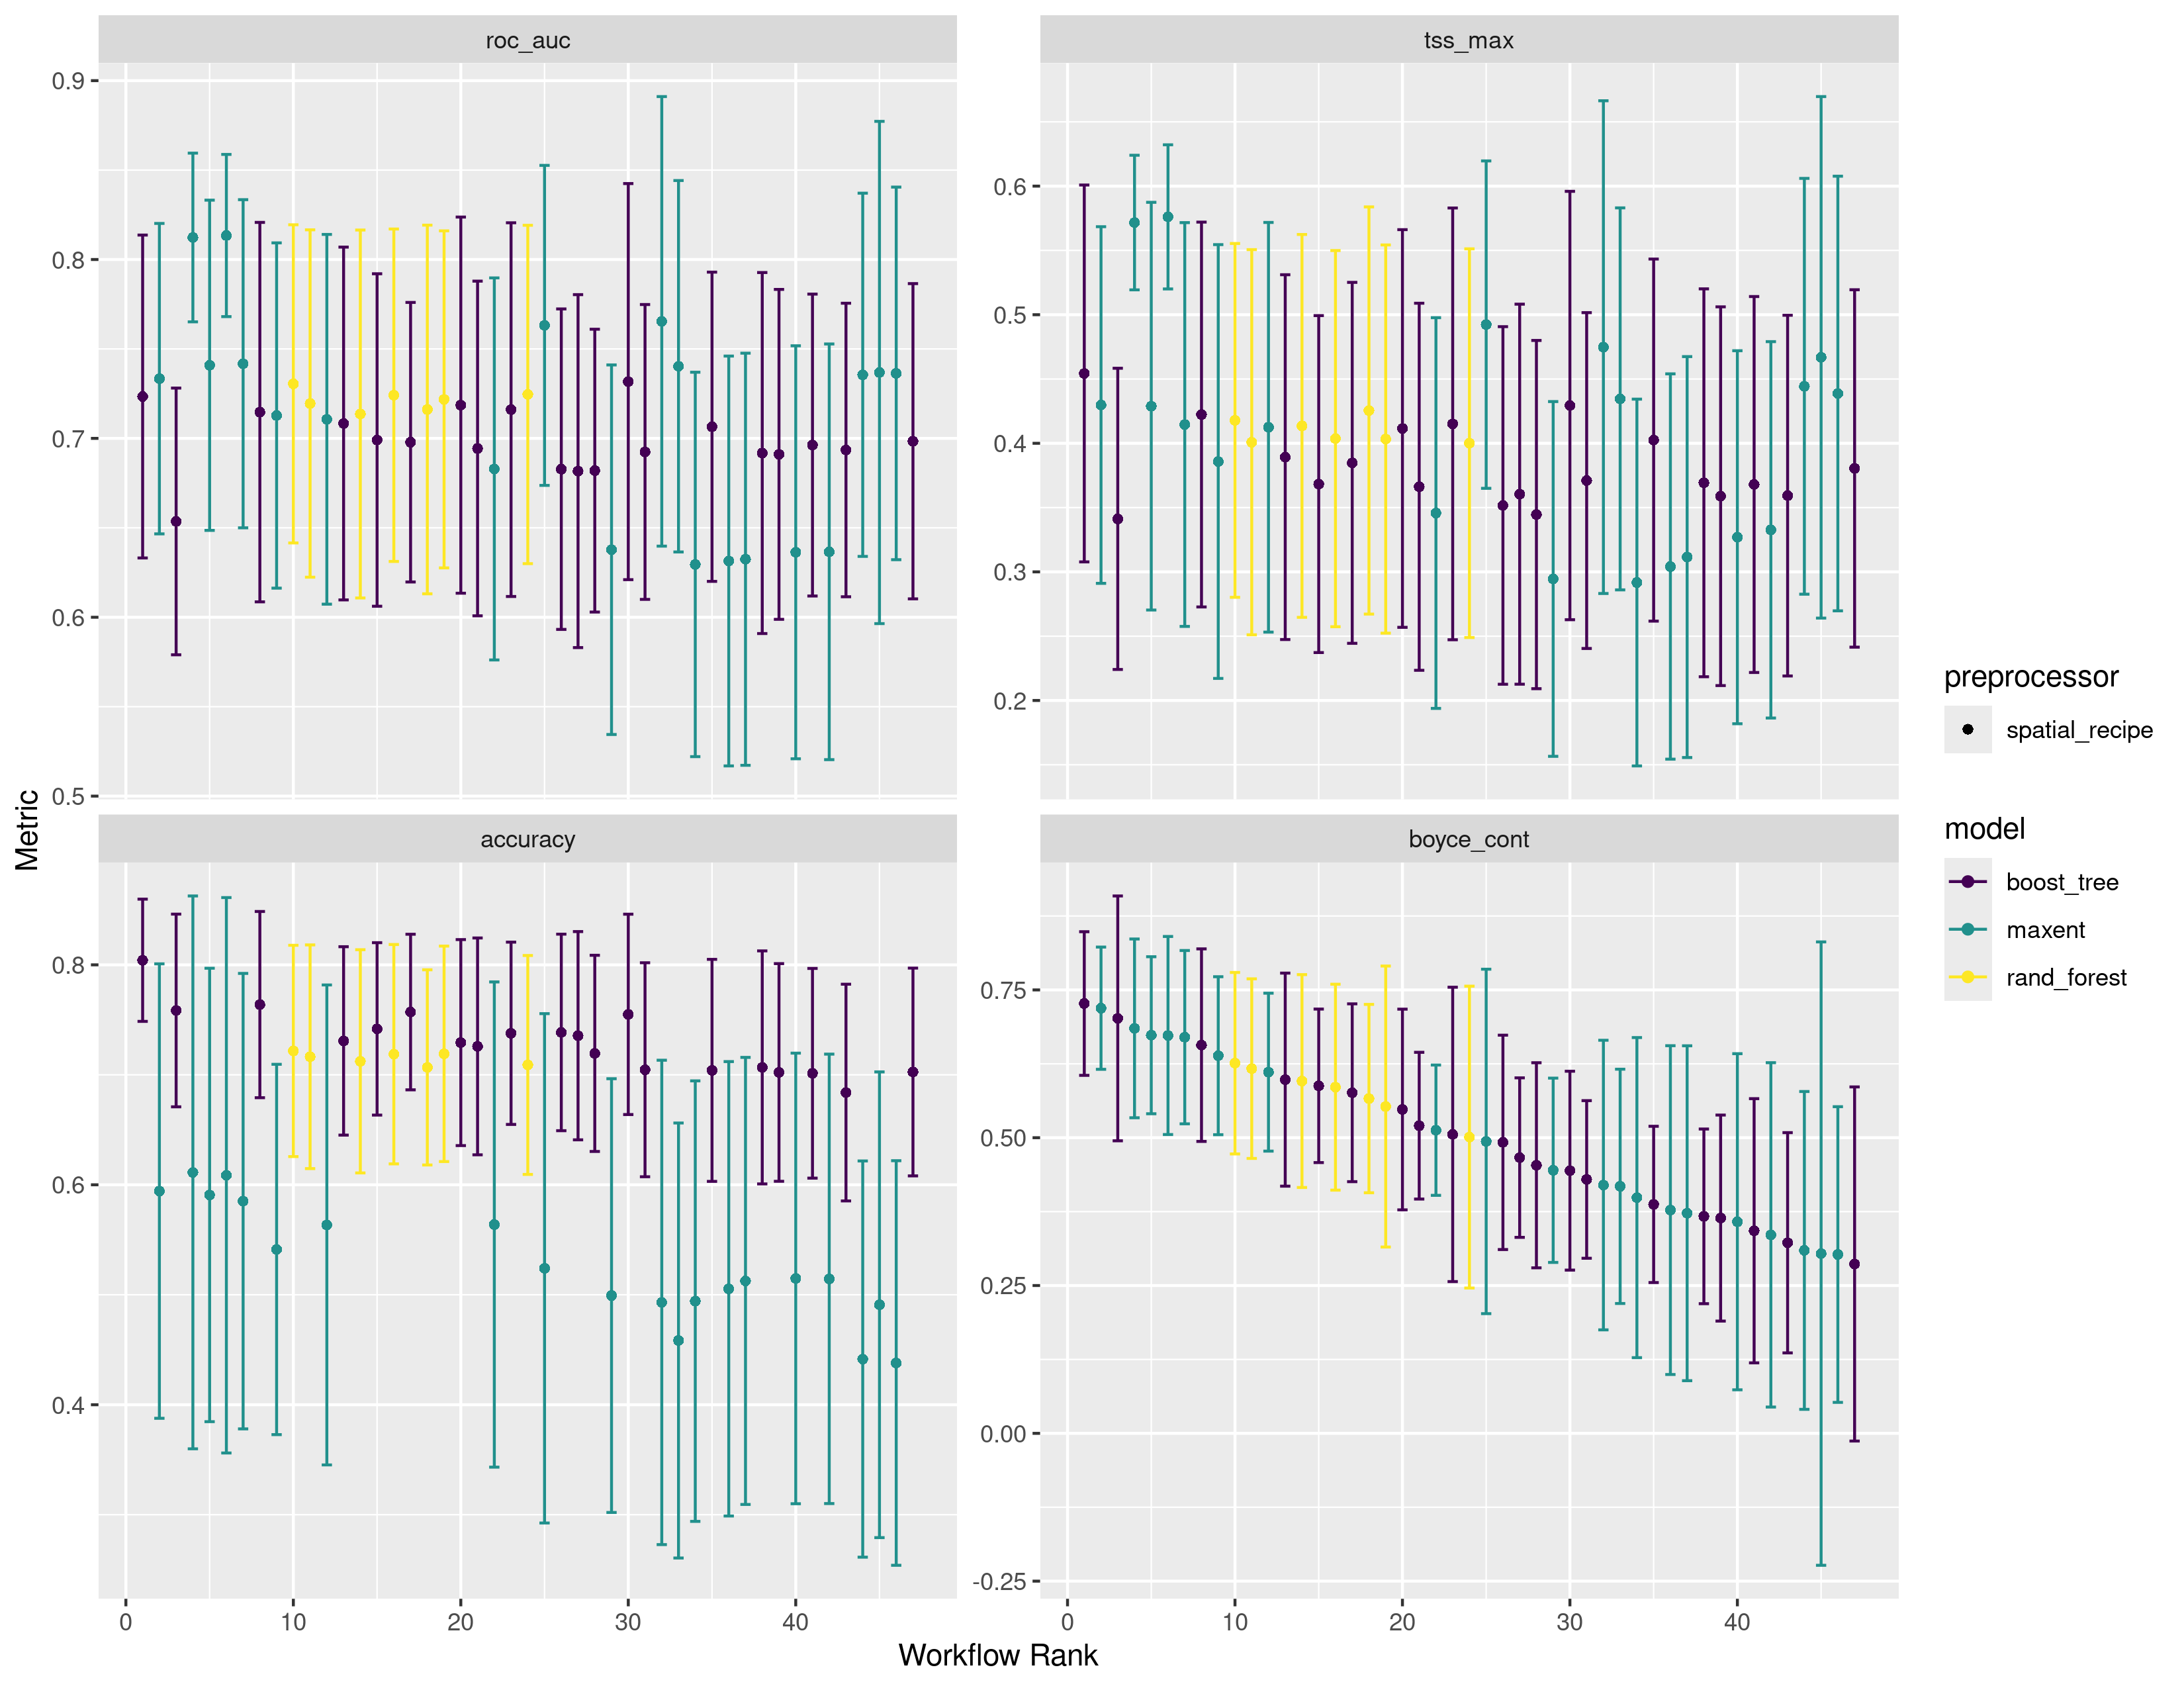 roc_auc
tss_max
0.9
0.8
0.7
0.6
0.5
0.6
0.5
0.4
0.3
0.2
accuracy
boyce_cont
0.8
0.6
0.4
0.75
0.50
0.25
0.00
-0.25
0 10 20 30 40
0 10 20 30 40
Workflow Rank
Metric
preprocessor
spatial_recipe
model
boost_tree
maxent
rand_forest